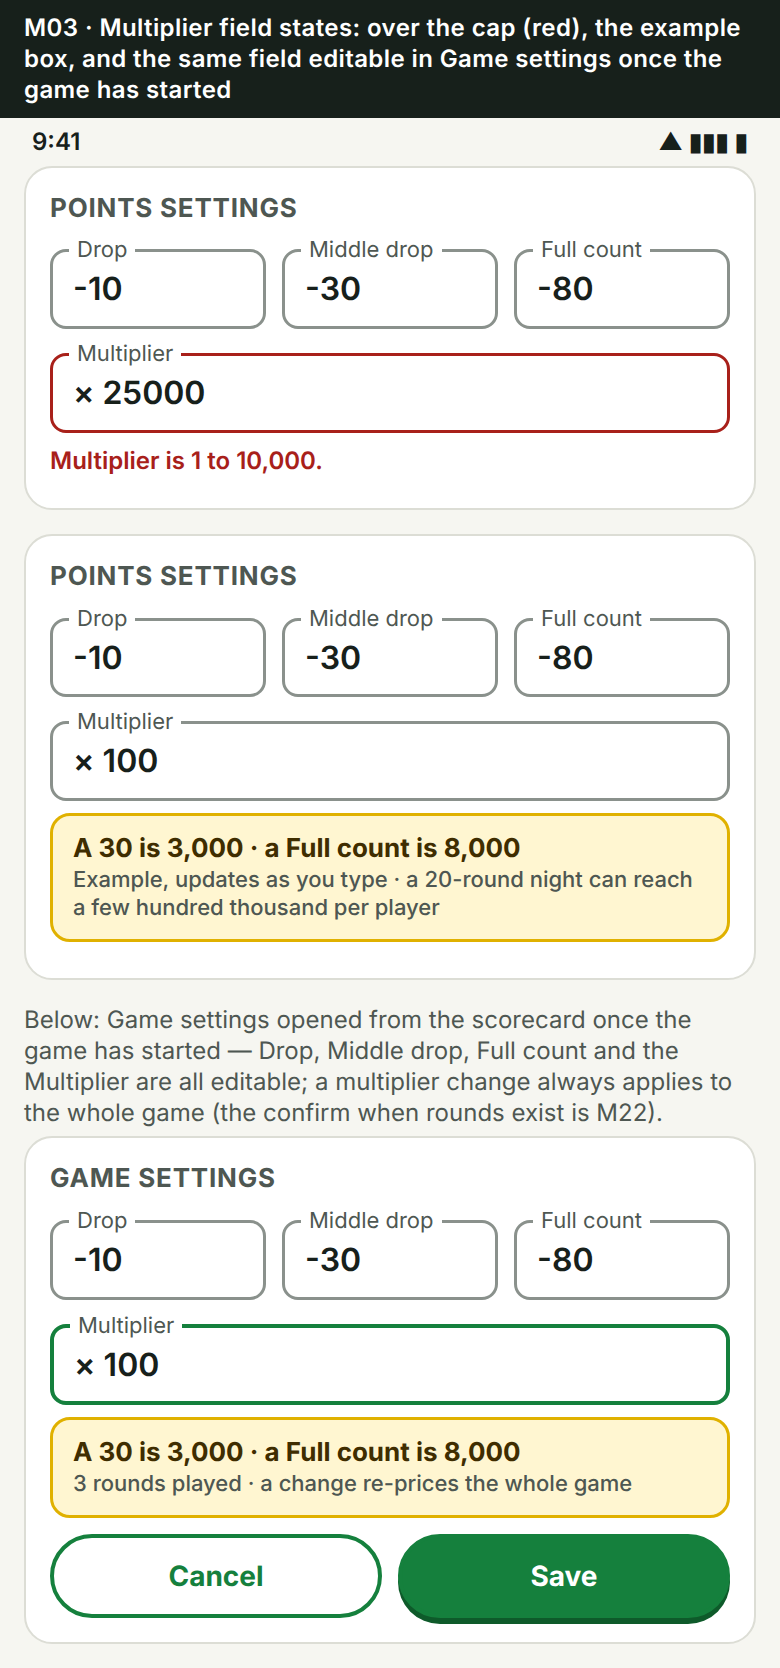 M03 · Multiplier field states: over the cap (red), the example
box, and the same field editable in Game settings once the
game has started
9:41
POINTS SETTINGS
Drop
Middle drop
Full count
-10
-30
-80
Multiplier
× 25000
Multiplier is 1 to 10,000.
POINTS SETTINGS
Drop
Middle drop
Full count
-10
-30
-80
Multiplier
× 100
A 30 is 3,000 · a Full count is 8,000
Example, updates as you type · a 20-round night can reach
a few hundred thousand per player
Below: Game settings opened from the scorecard once the
game has started — Drop, Middle drop, Full count and the
Multiplier are all editable; a multiplier change always applies to
the whole game (the confirm when rounds exist is M22).
GAME SETTINGS
Drop
Middle drop
Full count
-10
-30
-80
Multiplier
× 100
A 30 is 3,000 · a Full count is 8,000
3 rounds played · a change re-prices the whole game
Cancel
Save